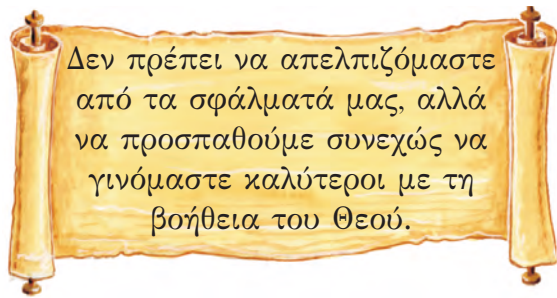 Δεν πρέπει να απελπιζόμαστε
από τα σφάλματά μας, αλλά
να προσπαθούμε συνεχώς να
γινόμαστε καλύτεροι με τη
βοήθεια του Θεού.